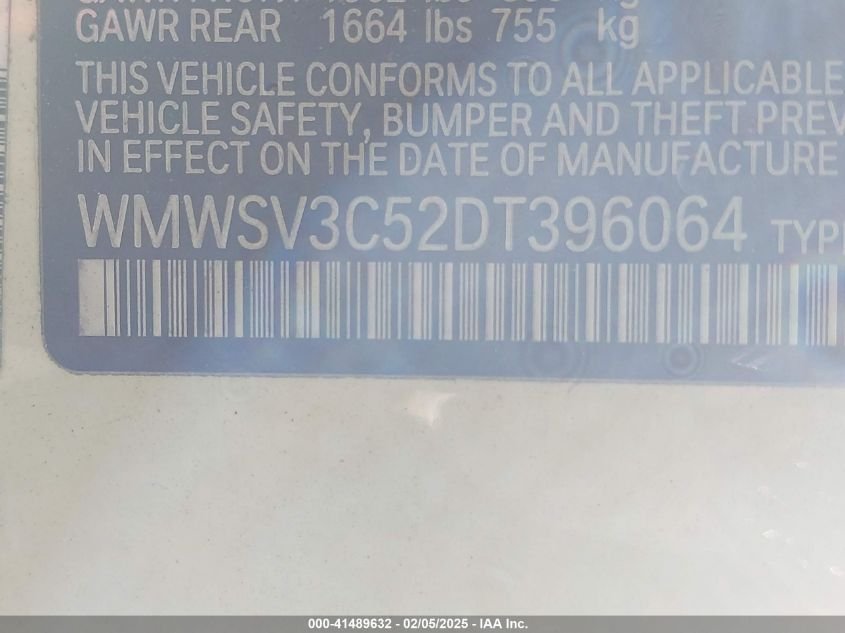 GAWR REAR 1664 lbs 755 kg
THIS VEHICLE CONFORMS TO ALL APPLICABLE
VEHICLE SAFETY, BUMPER AND THEFT PREV
IN EFFECT ON THE DATE OF MANUFACTURE
WMWSV3C52DT396064 TYP
000-41489632 - 02/05/2025 - IAA Inc.